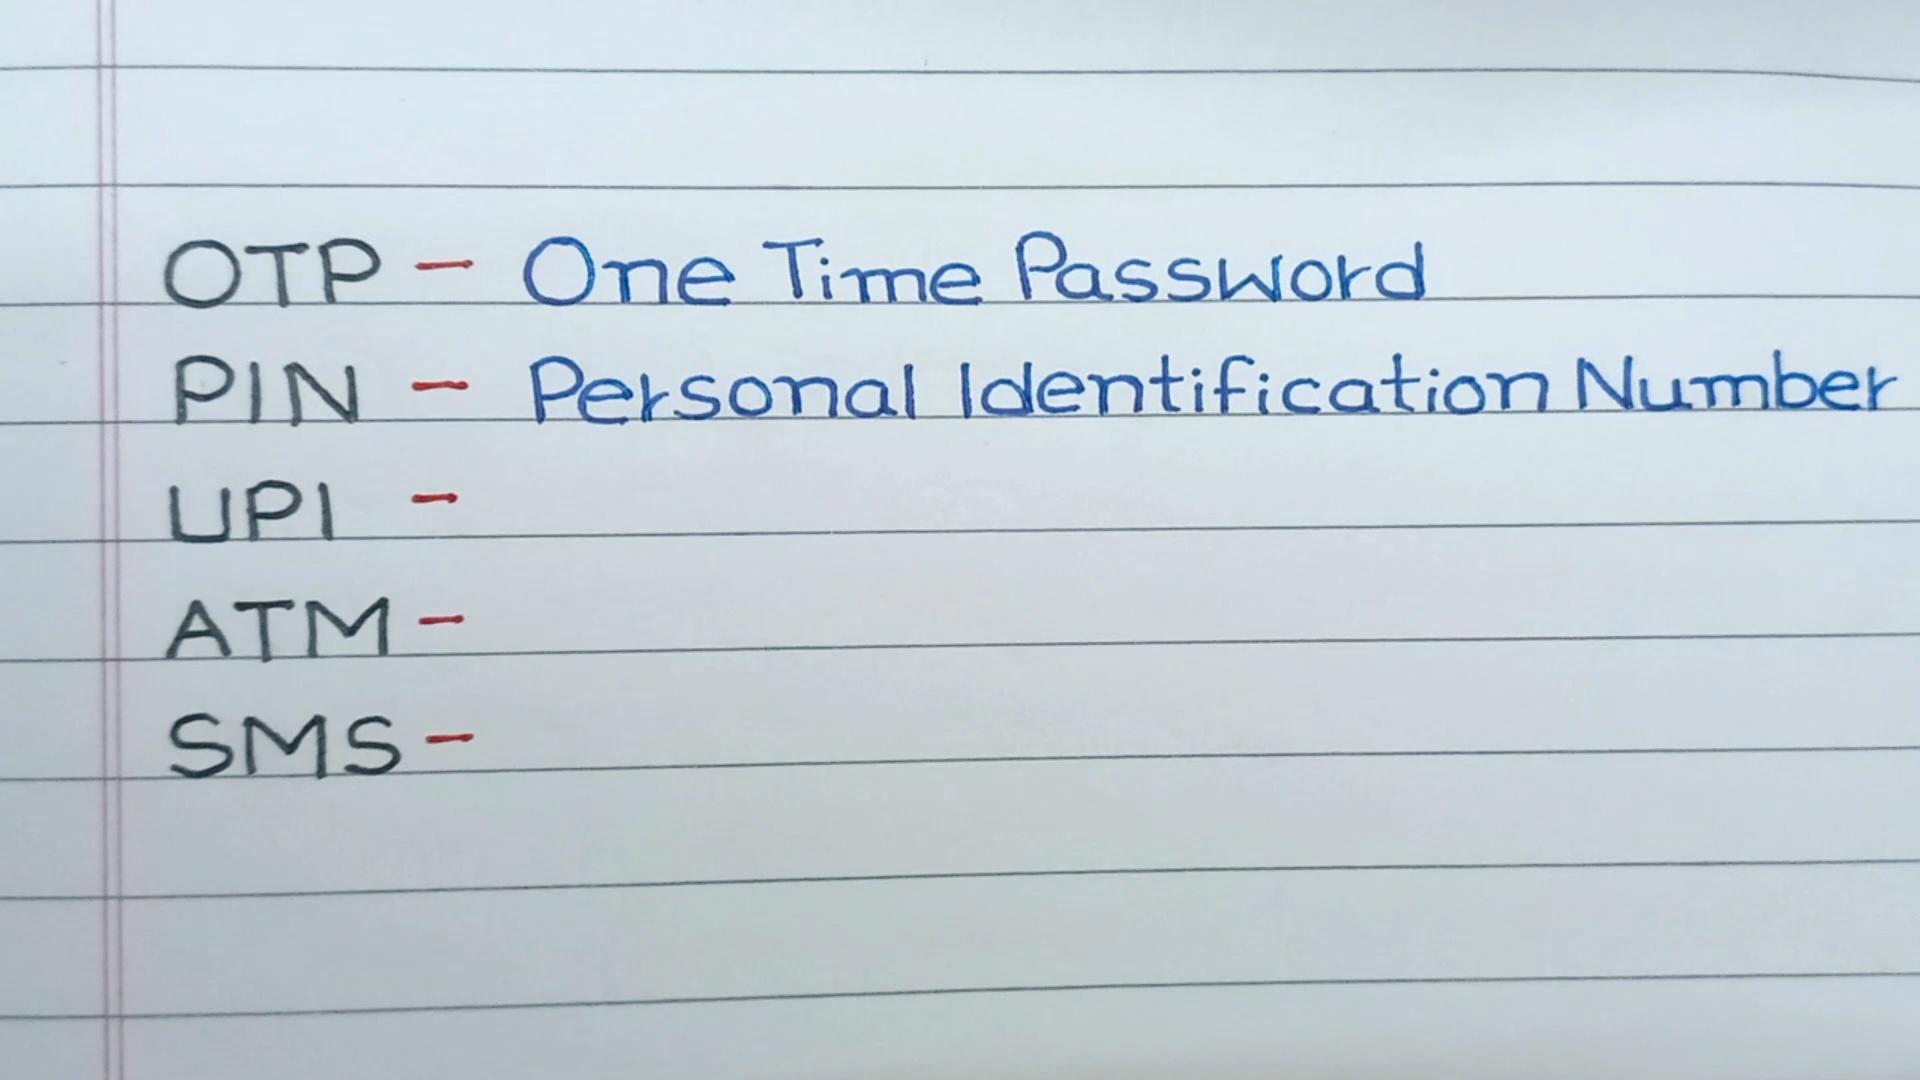 OTP - One Time Password
PIN - Personal Identification Number
UPI -
ATM -
SMS -